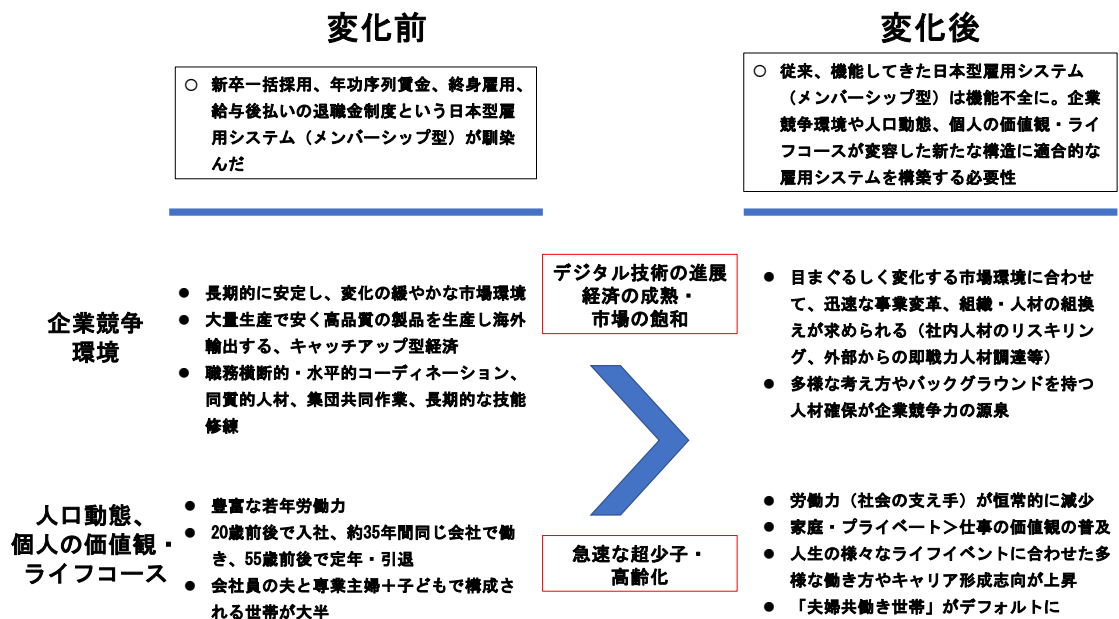 変化前
変化後
○ 新卒一括採用、年功序列賃金、終身雇用、
給与後払いの退職金制度という日本型雇
用システム（メンバーシップ型）が馴染
んだ
○ 従来、機能してきた日本型雇用システム
（メンバーシップ型）は機能不全に。企業
競争環境や人口動態、個人の価値観・ライ
フコースが変容した新たな構造に適合的な
雇用システムを構築する必要性
企業競争
環境
● 長期的に安定し、変化の緩やかな市場環境
● 大量生産で安く高品質の製品を生産し海外
輸出する、キャッチアップ型経済
● 職務横断的・水平的コーディネーション、
同質的人材、集団共同作業、長期的な技能
修練
デジタル技術の進展
経済の成熟・
市場の飽和
● 目まぐるしく変化する市場環境に合わせ
て、迅速な事業変革、組織・人材の組換
えが求められる（社内人材のリスキリン
グ、外部からの即戦力人材調達等）
● 多様な考え方やバックグラウンドを持つ
人材確保が企業競争力の源泉
人口動態、
個人の価値観・
ライフコース
● 豊富な若年労働力
● 20歳前後で入社、約35年間同じ会社で働
き、55歳前後で定年・引退
● 会社員の夫と専業主婦＋子どもで構成さ
れる世帯が大半
急速な超少子・
高齢化
● 労働力（社会の支え手）が恒常的に減少
● 家庭・プライベート＞仕事の価値観の普及
● 人生の様々なライフイベントに合わせた多
様な働き方やキャリア形成志向が上昇
● 「夫婦共働き世帯」がデフォルトに